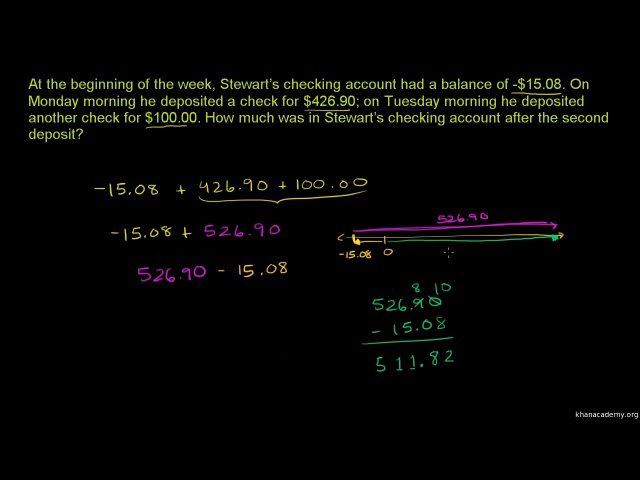 At the beginning of the week, Stewart's checking account had a balance of -$15.08. On
Monday morning he deposited a check for $426.90; on Tuesday morning he deposited
another check for $100.00. How much was in Stewart's checking account after the second
deposit?
-15.08 + 426.90 + 100.00
-15.08 + 526.90
526.90 - 15.08
526.90
-15.08 0
8 10
526.90
- 15.08
511.82
khanacademy.org